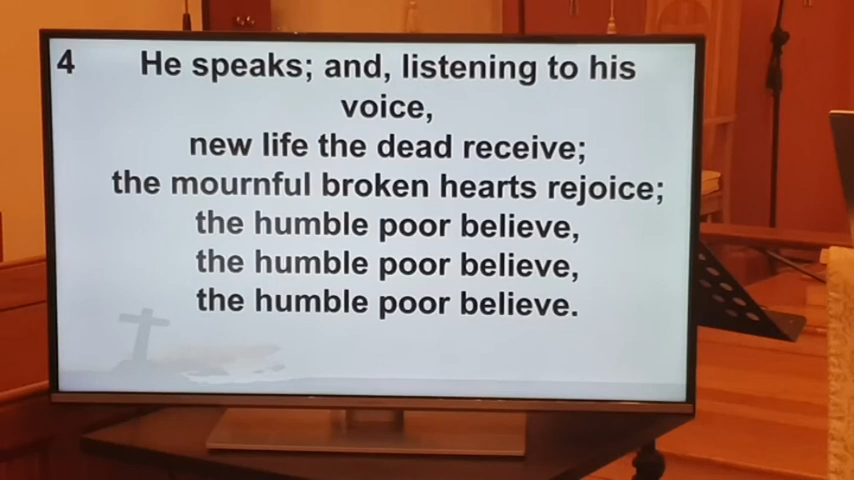 4 He speaks; and, listening to his
voice,
new life the dead receive;
the mournful broken hearts rejoice;
the humble poor believe,
the humble poor believe,
the humble poor believe.